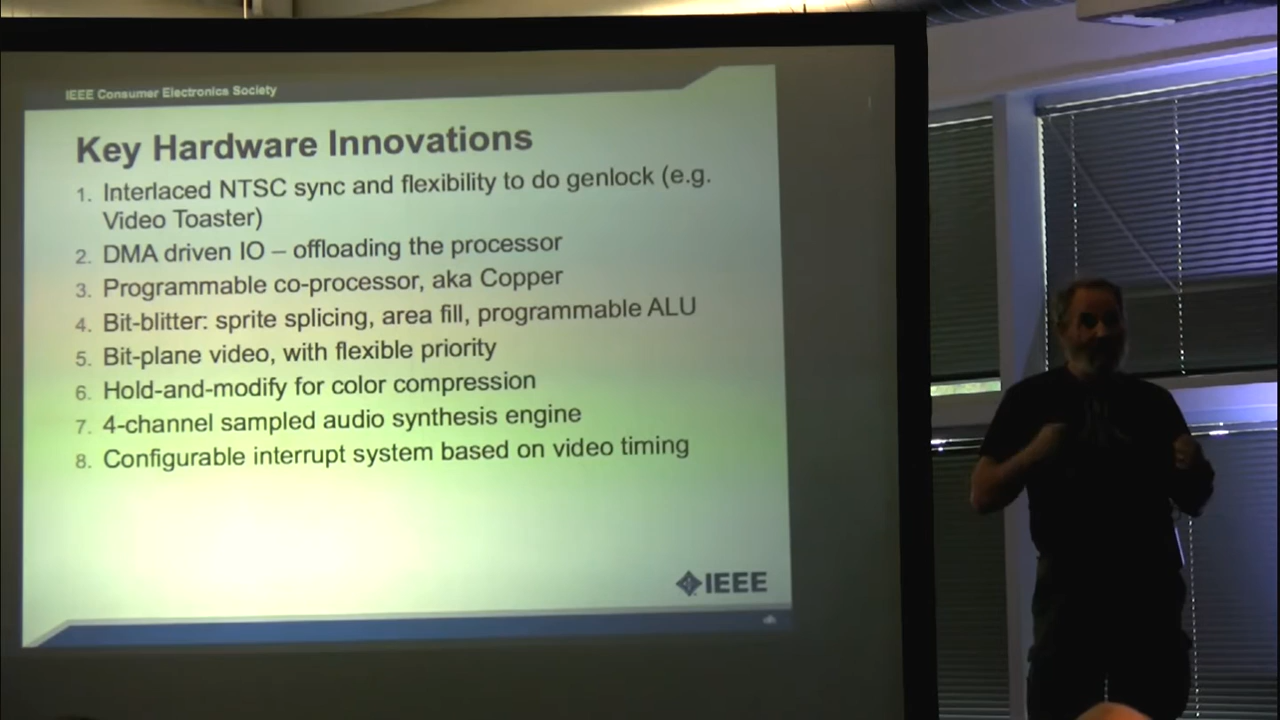 IEEE Consumer Electronics Society
Key Hardware Innovations
1. Interlaced NTSC sync and flexibility to do genlock (e.g.
Video Toaster)
2. DMA driven IO – offloading the processor
3. Programmable co-processor, aka Copper
4. Bit-blitter: sprite splicing, area fill, programmable ALU
5. Bit-plane video, with flexible priority
6. Hold-and-modify for color compression
7. 4-channel sampled audio synthesis engine
8. Configurable interrupt system based on video timing
IEEE